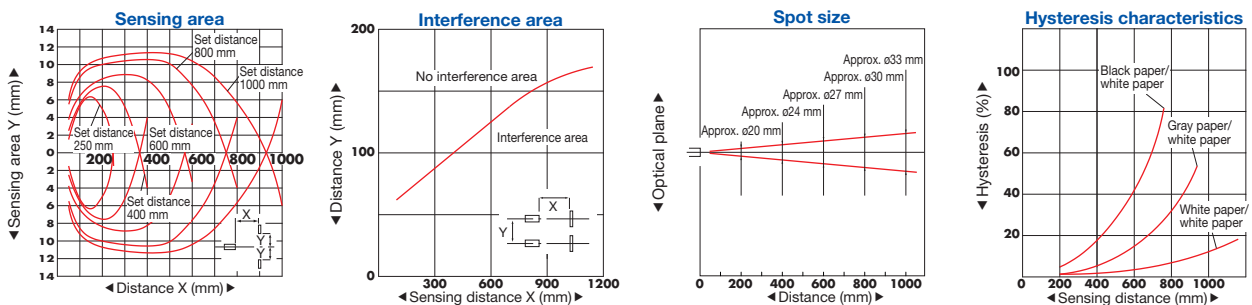 Sensing area
14
12
10
8
6
4
2
0
2
4
6
8
10
12
14
◄Sensing area Y (mm)►
Set distance
800 mm
Set distance
1000 mm
Set distance
250 mm
Set distance
600 mm
200 400 600 800 1000
Set distance
400 mm
X
Y
Y
◄Distance X (mm)►
Interference area
200
100
0
◄Distance Y (mm)►
No interference area
Interference area
X
Y
300 600 900 1200
◄Sensing distance X (mm)►
Spot size
◄Optical plane►
Approx. ø33 mm
Approx. ø30 mm
Approx. ø27 mm
Approx. ø24 mm
Approx. ø20 mm
0 200 400 600 800 1000
◄Distance (mm)►
Hysteresis characteristics
100
80
60
40
20
◄Hysteresis (%)►
Black paper/
white paper
Gray paper/
white paper
White paper/
white paper
0 200 400 600 800 1000
◄Sensing distance (mm)►